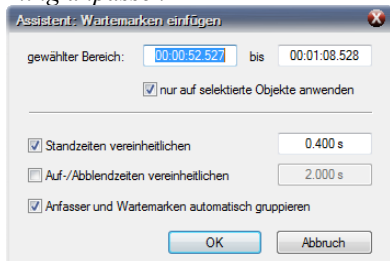 Assistent: Wartemarken einfügen
gewählter Bereich: 00:00:52.527 bis 00:01:08.528
nur auf selektierte Objekte anwenden
Standzeiten vereinheitlichen 0.400 s
Auf-/Abblendzeiten vereinheitlichen 2.000 s
Anfasser und Wartemarken automatisch gruppieren
OK Abbruch